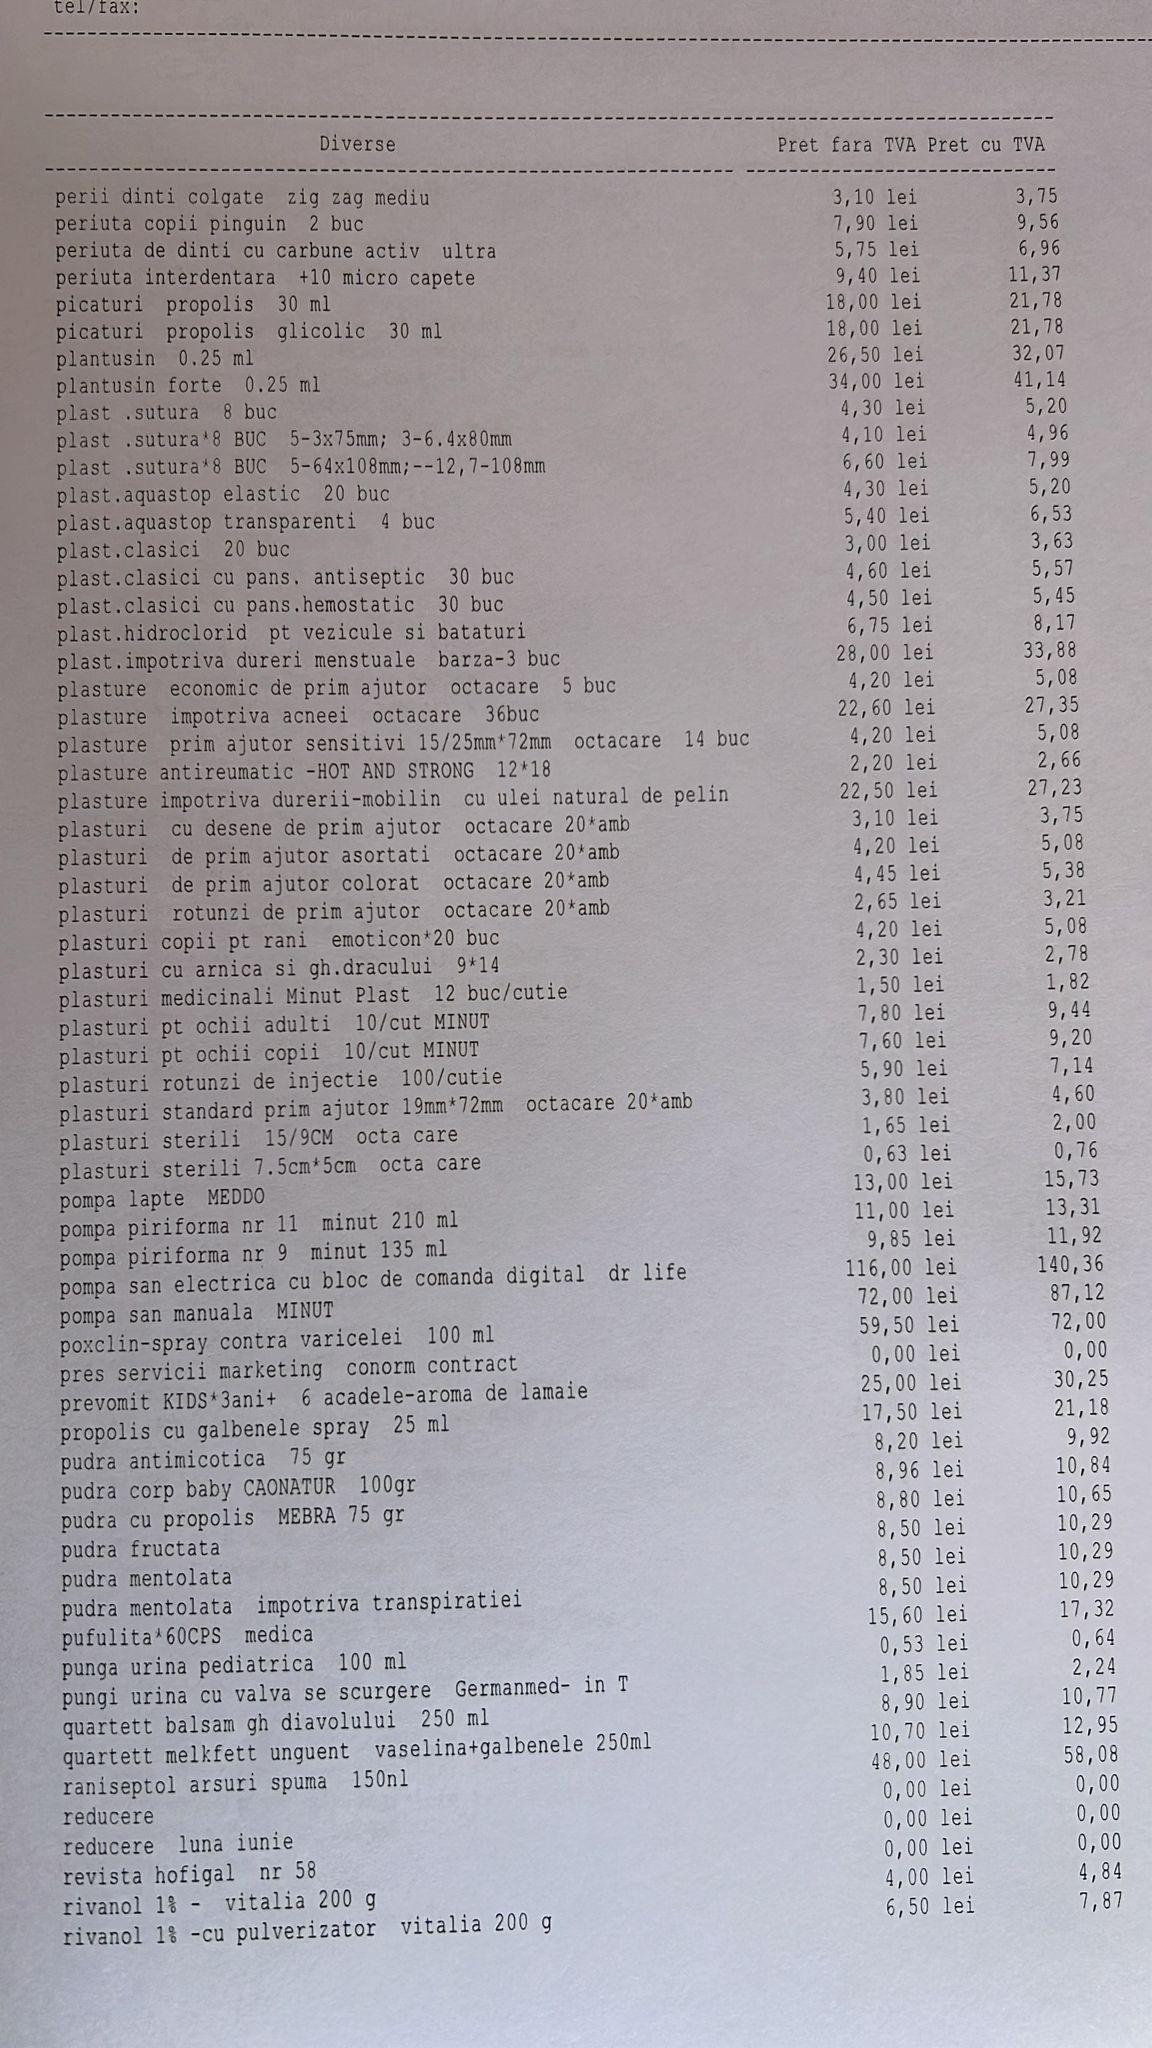 tel/fax:
Diverse Pret fara TVA Pret cu TVA
perii dinti colgate zig zag mediu 3,10 lei 3,75
periuta copii pinguin 2 buc 7,90 lei 9,56
periuta de dinti cu carbune activ ultra 5,75 lei 6,96
periuta interdentara +10 micro capete 9,40 lei 11,37
picaturi propolis 30 ml 18,00 lei 21,78
picaturi propolis glicolic 30 ml 18,00 lei 21,78
plantusin 0.25 ml 26,50 lei 32,07
plantusin forte 0.25 ml 34,00 lei 41,14
plast .sutura 8 buc 4,30 lei 5,20
plast .sutura*8 BUC 5-3x75mm; 3-6.4x80mm 4,10 lei 4,96
plast .sutura*8 BUC 5-64x108mm;--12,7-108mm 6,60 lei 7,99
plast.aquastop elastic 20 buc 4,30 lei 5,20
plast.aquastop transparenti 4 buc 5,40 lei 6,53
plast.clasici 20 buc 3,00 lei 3,63
plast.clasici cu pans. antiseptic 30 buc 4,60 lei 5,57
plast.clasici cu pans.hemostatic 30 buc 4,50 lei 5,45
plast.hidroclorid pt vezicule si bataturi 6,75 lei 8,17
plast.impotriva dureri menstuale barza-3 buc 28,00 lei 33,88
plasture economic de prim ajutor octacare 5 buc 4,20 lei 5,08
plasture impotriva acneei octacare 36buc 22,60 lei 27,35
plasture prim ajutor sensitivi 15/25mm*72mm octacare 14 buc 4,20 lei 5,08
plasture antireumatic -HOT AND STRONG 12*18 2,20 lei 2,66
plasture impotriva durerii-mobilin cu ulei natural de pelin 22,50 lei 27,23
plasturi cu desene de prim ajutor octacare 20*amb 3,10 lei 3,75
plasturi de prim ajutor asortati octacare 20*amb 4,20 lei 5,08
plasturi de prim ajutor colorat octacare 20*amb 4,45 lei 5,38
plasturi rotunzi de prim ajutor octacare 20*amb 2,65 lei 3,21
plasturi copii pt rani emoticon*20 buc 4,20 lei 5,08
plasturi cu arnica si gh.dracului 9*14 2,30 lei 2,78
plasturi medicinali Minut Plast 12 buc/cutie 1,50 lei 1,82
plasturi pt ochii adulti 10/cut MINUT 7,80 lei 9,44
plasturi pt ochii copii 10/cut MINUT 7,60 lei 9,20
plasturi rotunzi de injectie 100/cutie 5,90 lei 7,14
plasturi standard prim ajutor 19mm*72mm octacare 20*amb 3,80 lei 4,60
plasturi sterili 15/9CM octa care 1,65 lei 2,00
plasturi sterili 7.5cm*5cm octa care 0,63 lei 0,76
pompa lapte MEDDO 13,00 lei 15,73
pompa piriforma nr 11 minut 210 ml 11,00 lei 13,31
pompa piriforma nr 9 minut 135 ml 9,85 lei 11,92
pompa san electrica cu bloc de comanda digital dr life 116,00 lei 140,36
pompa san manuala MINUT 72,00 lei 87,12
poxclin-spray contra varicelei 100 ml 59,50 lei 72,00
pres servicii marketing conorm contract 0,00 lei 0,00
prevomit KIDS*3ani+ 6 acadele-aroma de lamaie 25,00 lei 30,25
propolis cu galbenele spray 25 ml 17,50 lei 21,18
pudra antimicotica 75 gr 8,20 lei 9,92
pudra corp baby CAONATUR 100gr 8,96 lei 10,84
pudra cu propolis MEBRA 75 gr 8,80 lei 10,65
pudra fructata 8,50 lei 10,29
pudra mentolata 8,50 lei 10,29
pudra mentolata impotriva transpiratiei 8,50 lei 10,29
pufulita*60CPS medica 15,60 lei 17,32
punga urina pediatrica 100 ml 0,53 lei 0,64
pungi urina cu valva se scurgere Germanmed- in T 1,85 lei 2,24
quartett balsam gh diavolului 250 ml 8,90 lei 10,77
quartett melkfett unguent vaselina+galbenele 250ml 10,70 lei 12,95
raniseptol arsuri spuma 150nl 48,00 lei 58,08
reducere 0,00 lei 0,00
reducere luna iunie 0,00 lei 0,00
revista hofigal nr 58 0,00 lei 0,00
rivanol 1% - vitalia 200 g 4,00 lei 4,84
rivanol 1% -cu pulverizator vitalia 200 g 6,50 lei 7,87